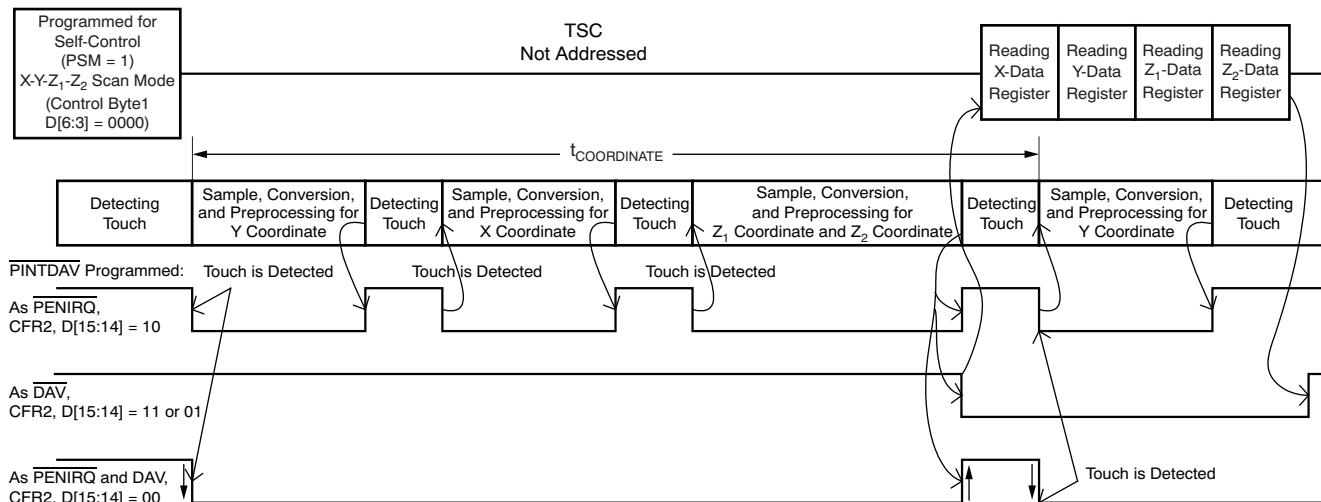 Programmed for
Self-Control
(PSM = 1)
X-Y-Z1-Z2 Scan Mode
(Control Byte1
D[6:3] = 0000)
TSC
Not Addressed
Reading
X-Data
Register
Reading
Y-Data
Register
Reading
Z1-Data
Register
Reading
Z2-Data
Register
tCOORDINATE
Detecting
Touch
Sample, Conversion,
and Preprocessing for
Y Coordinate
Detecting
Touch
Sample, Conversion,
and Preprocessing for
X Coordinate
Detecting
Touch
Sample, Conversion,
and Preprocessing for
Z1 Coordinate and Z2 Coordinate
Detecting
Touch
Sample, Conversion,
and Preprocessing for
Y Coordinate
Detecting
Touch
PINTDAV Programmed:
Touch is Detected
Touch is Detected
Touch is Detected
As PENIRQ,
CFR2, D[15:14] = 10
As DAV,
CFR2, D[15:14] = 11 or 01
As PENIRQ and DAV,
CFR2, D[15:14] = 00
Touch is Detected